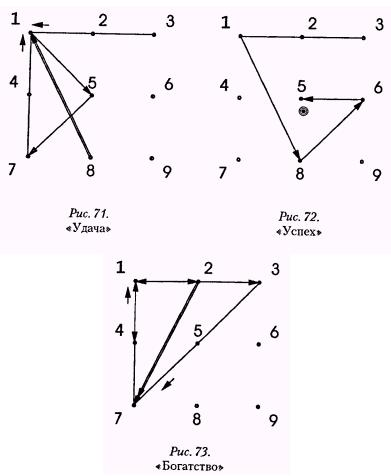 1 2 3
4 5 6
7 8 9
Рис. 71.
«Удача»
1 2 3
4 5 6
7 8 9
Рис. 72.
«Успех»
1 2 3
4 5 6
7 8 9
Рис. 73.
«Богатство»